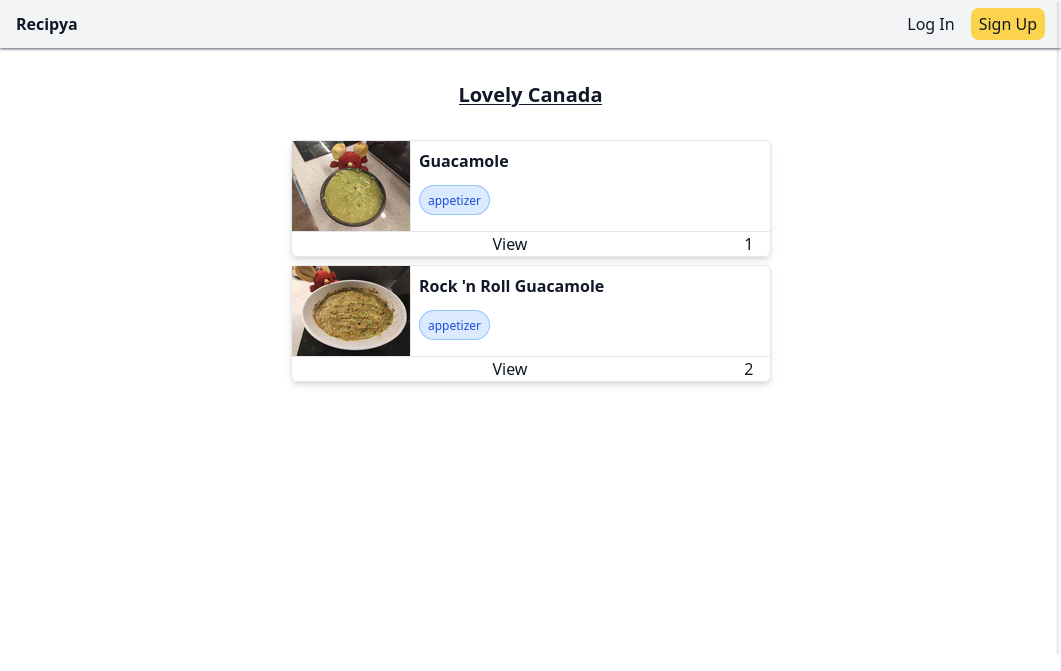 Recipya
Log In
Sign Up
Lovely Canada
Guacamole
appetizer
View
1
Rock 'n Roll Guacamole
appetizer
View
2